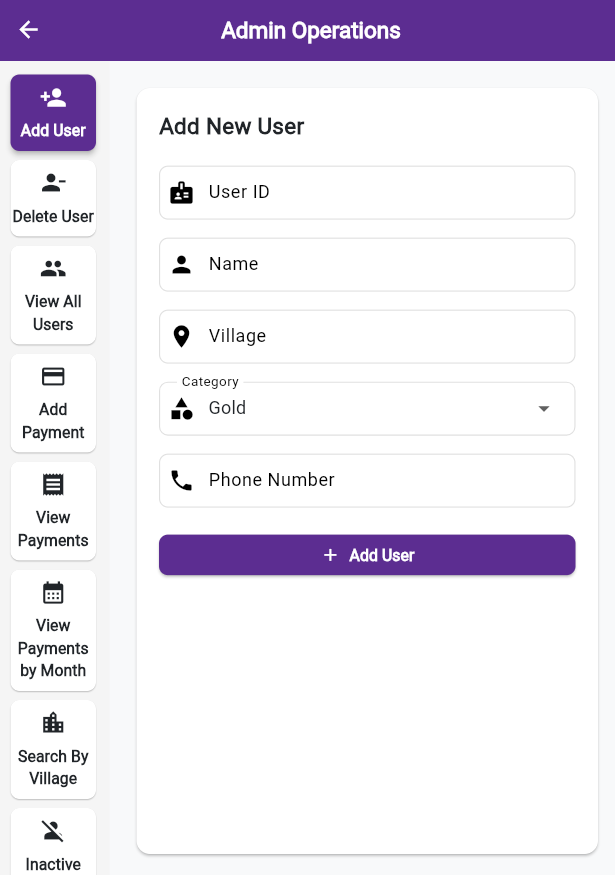 Admin Operations
Add User
Delete User
View All
Users
Add
Payment
View
Payments
View
Payments
by Month
Search By
Village
Inactive
Add New User
User ID
Name
Village
Category
Gold
Phone Number
+ Add User